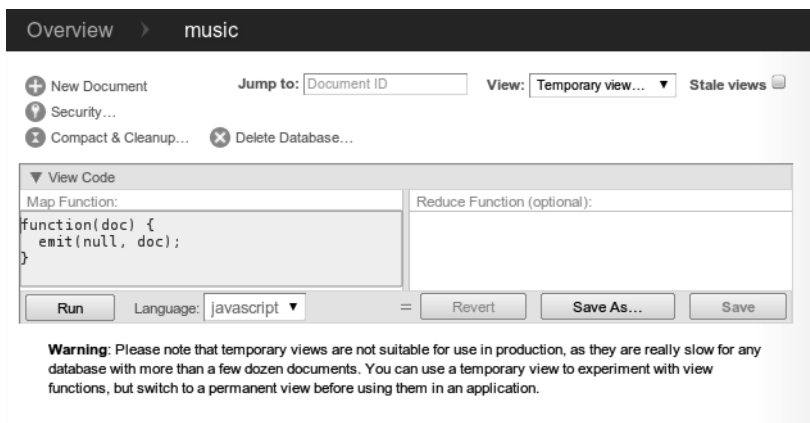 Overview music
New Document Jump to: Document ID View: Temporary view... ▼ Stale views
Security...
Compact & Cleanup... Delete Database...
▼ View Code
Map Function: Reduce Function (optional):
function(doc) {
  emit(null, doc);
}
Run Language: javascript ▼ = Revert Save As... Save
Warning: Please note that temporary views are not suitable for use in production, as they are really slow for any
database with more than a few dozen documents. You can use a temporary view to experiment with view
functions, but switch to a permanent view before using them in an application.